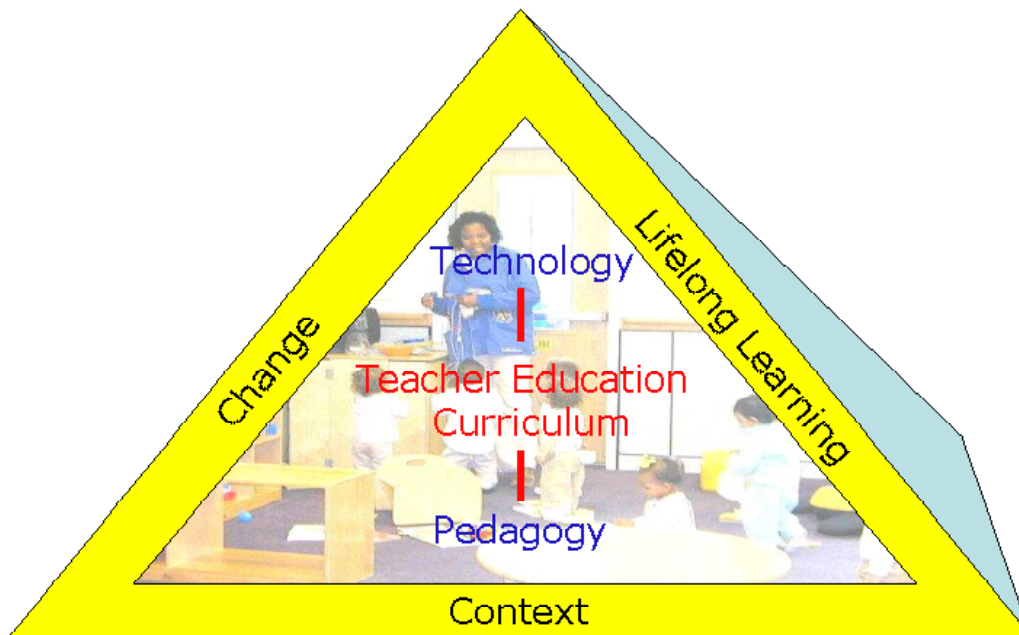 Technology
Change
Lifelong Learning
Teacher Education
Curriculum
Pedagogy
Context